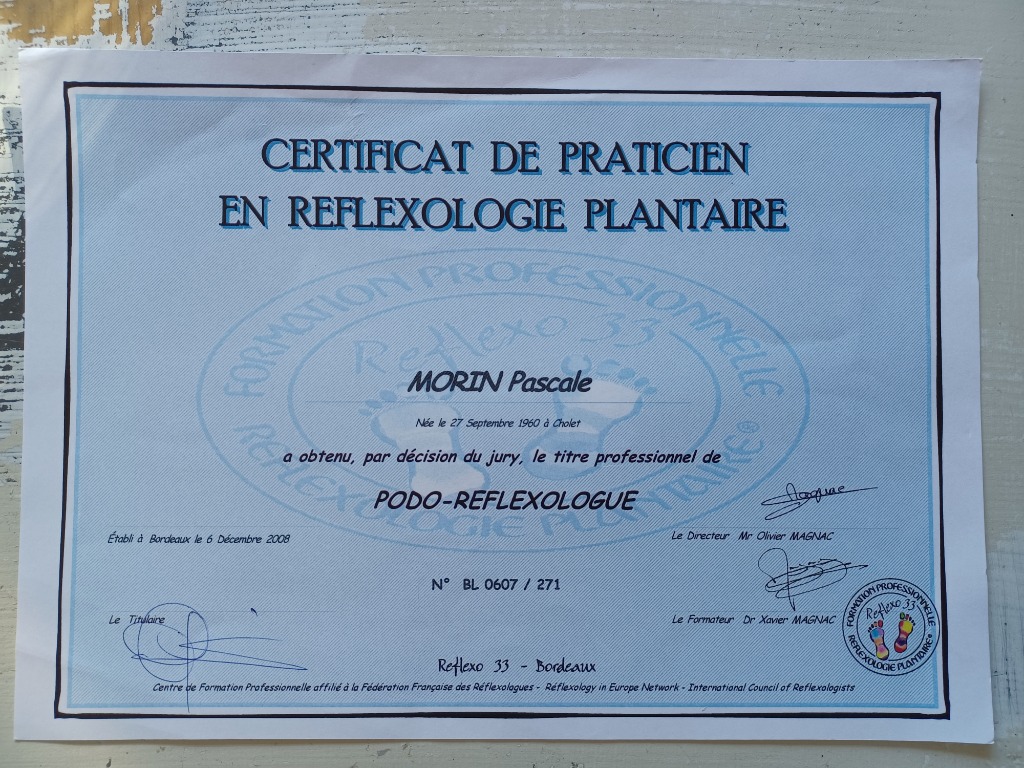 CERTIFICAT DE PRATICIEN
EN REFLEXOLOGIE PLANTAIRE
FORMATION PROFESSIONNELLE
Reflexo 33
REFLEXOLOGIE PLANTAIRE
MORIN Pascale
Née le 27 Septembre 1960 à Cholet
a obtenu, par décision du jury, le titre professionnel de
PODO-REFLEXOLOGUE
Établi à Bordeaux le 6 Décembre 2008
Le Directeur Mr Olivier MAGNAC
N° BL 0607 / 271
Le Titulaire
Le Formateur Dr Xavier MAGNAC
FORMATION PROFESSIONNELLE
Reflexo 33
REFLEXOLOGIE PLANTAIRE
Reflexo 33 - Bordeaux
Centre de Formation Professionnelle affilié à la Fédération Française des Réflexologues - Réflexology in Europe Network - International Council of Reflexologists